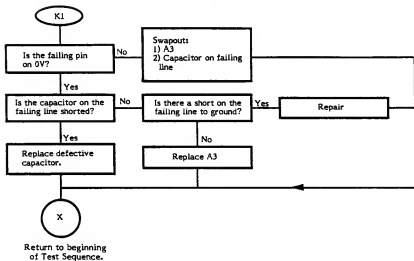 K1
Is the failing pin
on 0V?
No
Swapout:
1) A3
2) Capacitor on failing
line
Yes
Is the capacitor on the
failing line shorted?
No
Is there a short on the
failing line to ground?
Yes
Repair
Yes
No
Replace defective
capacitor.
Replace A3
X
Return to beginning
of Test Sequence.